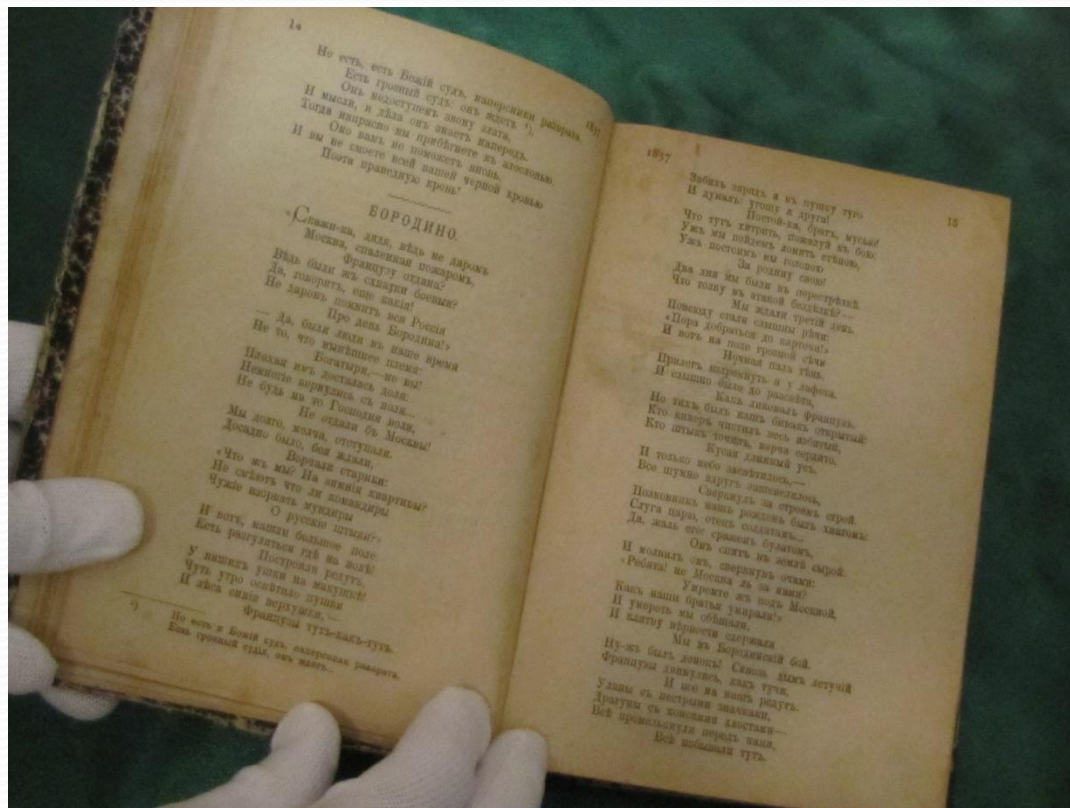 14
1837
Но есть, есть Божій судъ, наперсники разврата,
Есть грозный судъ: онъ ждетъ ¹),
Онъ недоступенъ звону злата,
И мысли, и дѣла онъ знаетъ напередъ.
Тогда напрасно вы прибѣгнете къ злословью.
Оно вамъ не поможетъ вновь,
И вы не смоете всей вашей черной кровью
Поэта праведную кровь!
БОРОДИНО.
«Скажи-ка, дядя, вѣдь не даромъ
Москва, спаленная пожаромъ,
Французу отдана?
Вѣдь были жъ схватки боевыя?
Да, говорятъ, еще какія!
Не даромъ помнитъ вся Россія
Про день Бородина!»
— Да, были люди въ наше время
Не то, что нынѣшнее племя:
Богатыри,—не вы!
Плохая имъ досталась доля:
Немногіе вернулись съ поля...
Не будь на то Господня воля,
Не отдали бъ Москвы!
Мы долго, молча, отступали.
Досадно было, боя ждали,
Ворчали старики:
«Что жъ мы? На зимнія квартиры?
Не смѣютъ что ли командиры
Чужіе изорвать мундиры
О русскіе штыки?»
И вотъ, нашли большое поле:
Есть разгуляться гдѣ на волѣ!
Построили редутъ.
У нашихъ ушки на макушкѣ!
Чуть утро освѣтило пушки
И лѣса синія верхушки,—
Французы тутъ-какъ-тутъ.
¹) Но есть и Божій судъ, наперсники разврата,
Есть грозный судія, онъ ждетъ...
1837
15
Забилъ зарядъ я въ пушку туго
И думалъ: угощу я друга!
Постой-ка, братъ, мусью!
Что тутъ хитрить, пожалуй къ бою:
Ужъ мы пойдемъ ломить стѣною,
Ужъ постоимъ мы головою
За родину свою!
Два дня мы были въ перестрѣлкѣ.
Что толку въ этакой бездѣлкѣ?—
Мы ждали третій день.
Повсюду стали слышны рѣчи:
«Пора добраться до картечи!»
И вотъ на поле грозной сѣчи
Ночная пала тѣнь.
Прилегъ вздремнуть я у лафета.
И слышно было до разсвѣта,
Какъ ликовалъ французъ.
Но тихъ былъ нашъ бивакъ открытый:
Кто киверъ чистилъ весь избитый,
Кто штыкъ точилъ, ворча сердито,
Кусая длинный усъ.
И только небо засвѣтилось,—
Все шумно вдругъ зашевелилось,
Сверкнулъ за строемъ строй.
Полковникъ нашъ рожденъ былъ хватомъ:
Слуга царю, отецъ солдатамъ...
Да, жаль его: сраженъ булатомъ,
Онъ спитъ въ землѣ сырой.
И молвилъ онъ, сверкнувъ очами:
«Ребята! не Москва ль за нами?
Умремте жъ подъ Москвой,
Какъ наши братья умирали!»
И умереть мы обѣщали,
И клятву вѣрности сдержали
Мы въ Бородинскій бой.
Ну-жъ былъ денекъ! Сквозь дымъ летучій
Французы двинулись, какъ тучи,
И все на нашъ редутъ.
Уланы съ пестрыми значками,
Драгуны съ конскими хвостами—
Всѣ промелькнули передъ нами,
Всѣ побывали тутъ.